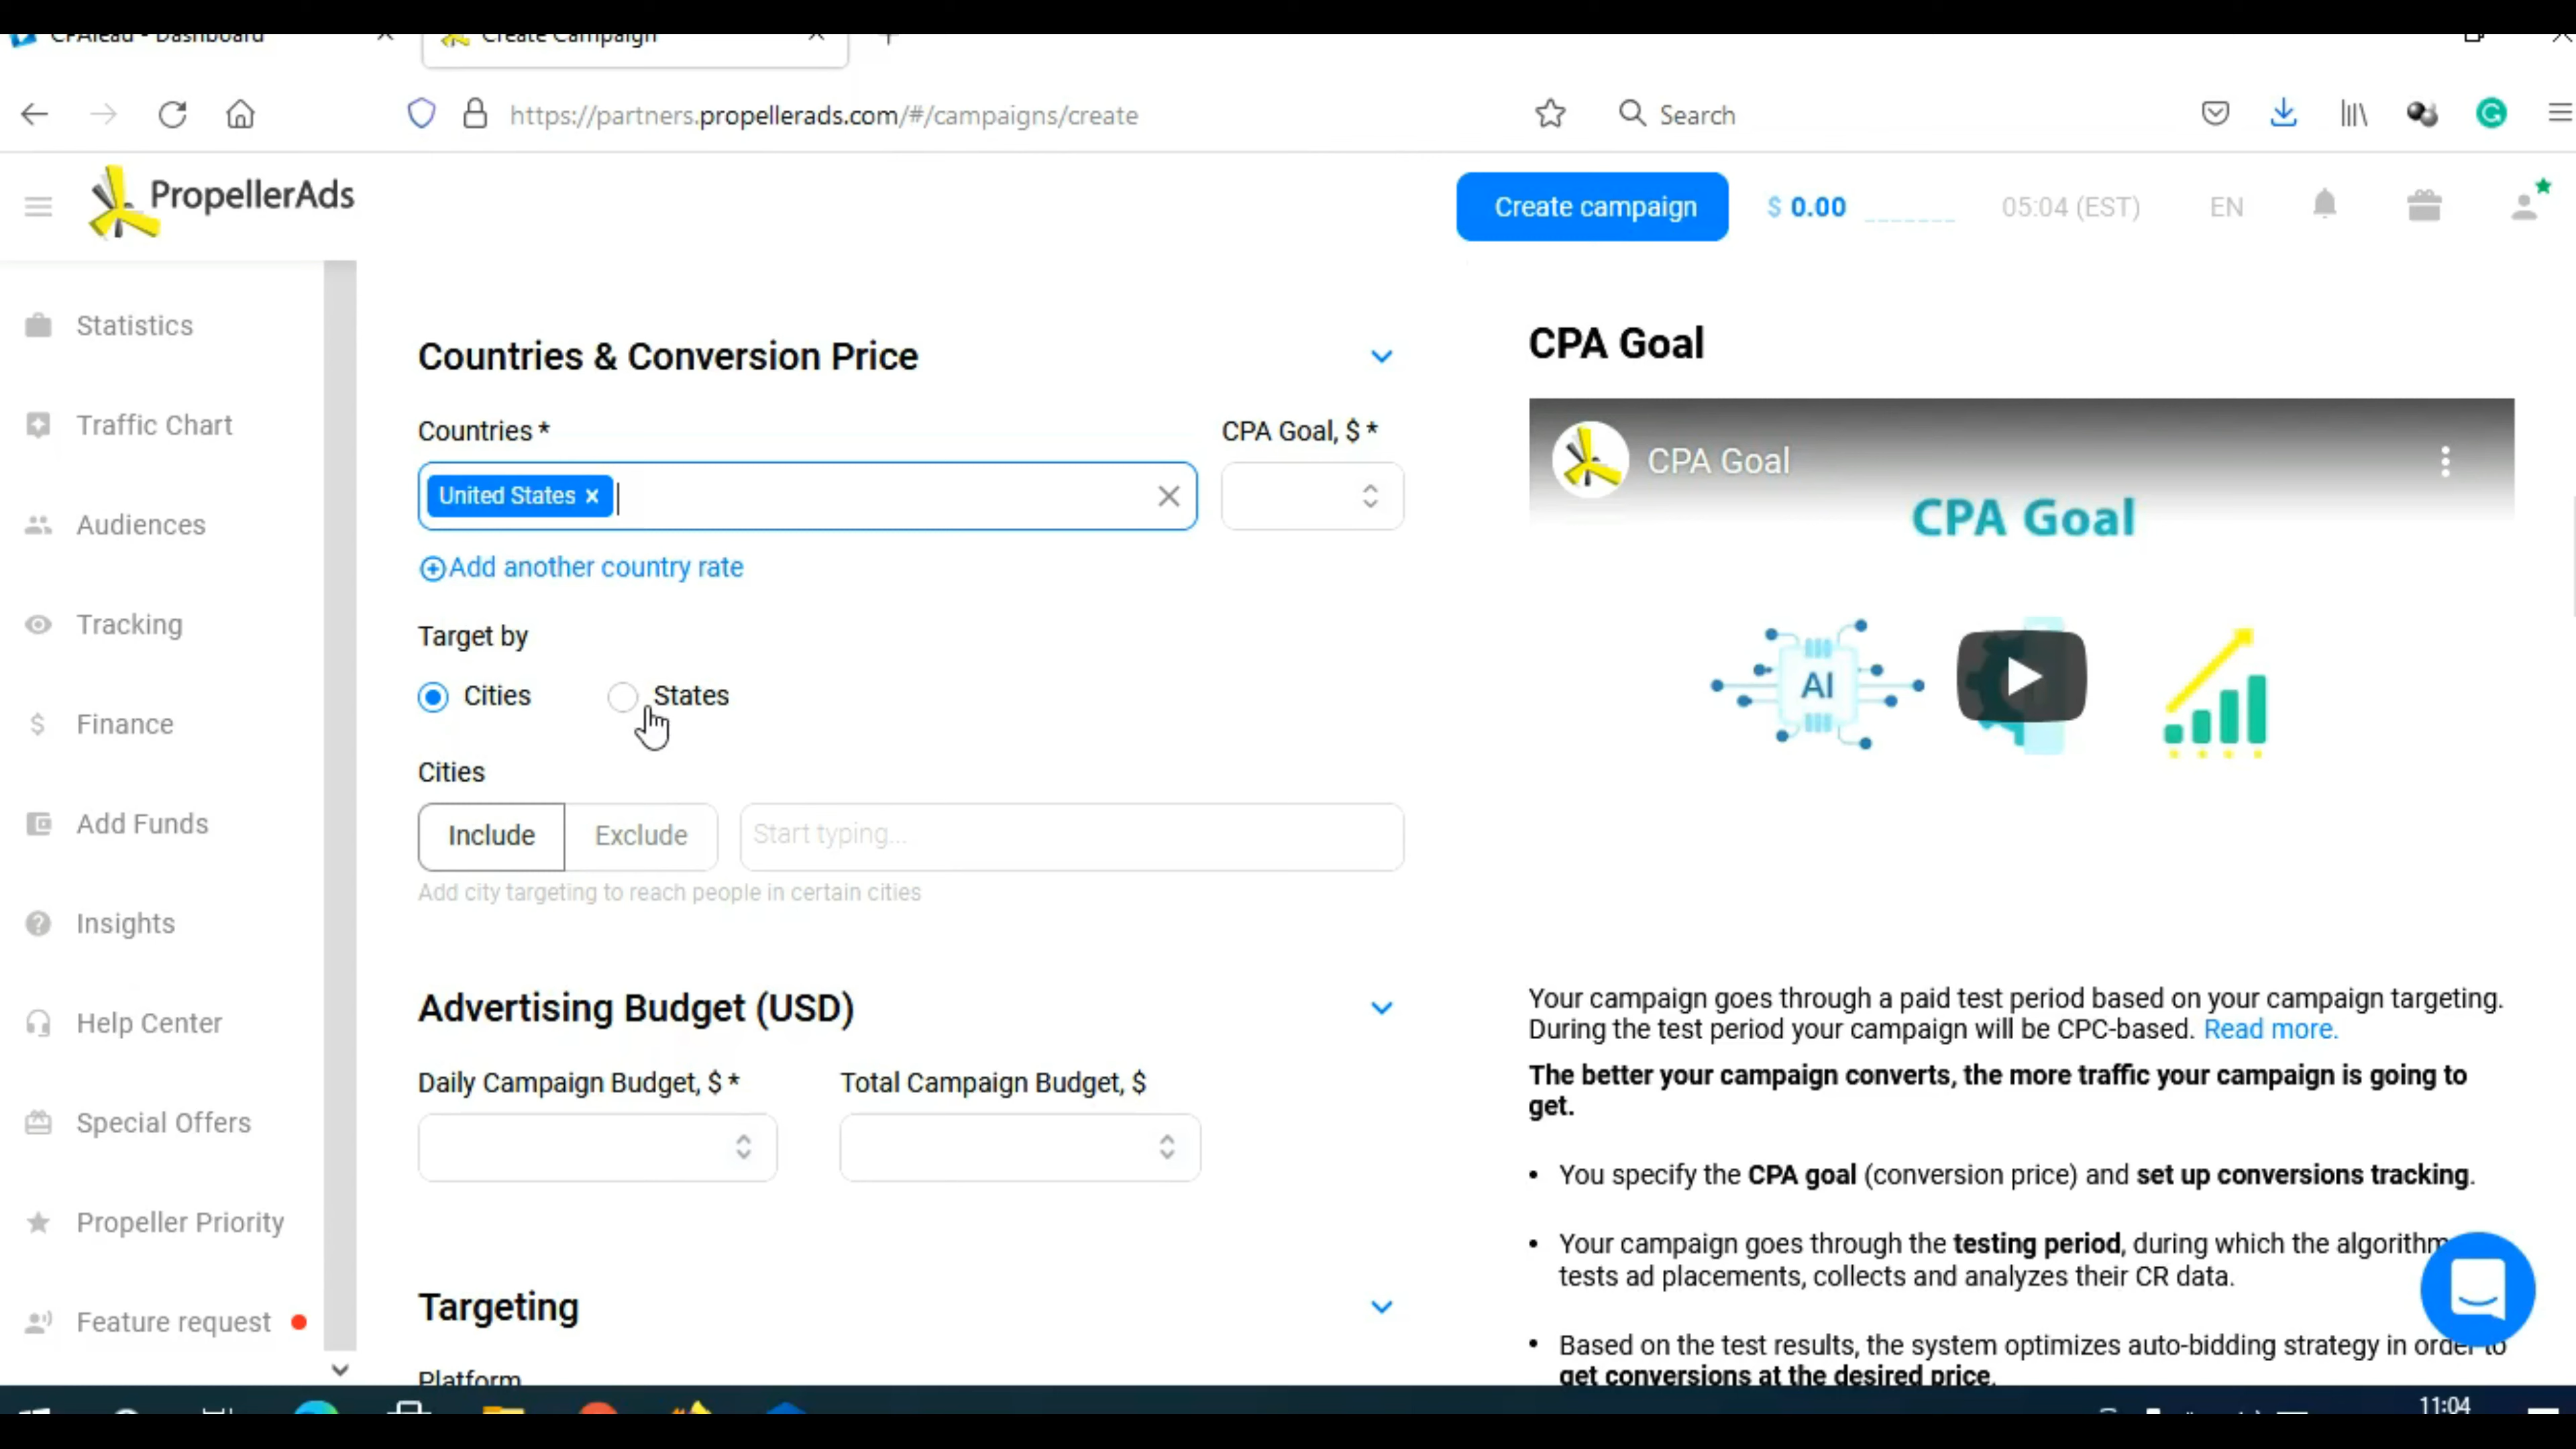 CPAlead - Dashboard
Create Campaign
https://partners.propellerads.com/#/campaigns/create
Search
PropellerAds
Create campaign
$ 0.00
05:04 (EST)
EN
Statistics
Traffic Chart
Audiences
Tracking
Finance
Add Funds
Insights
Help Center
Special Offers
Propeller Priority
Feature request
Countries & Conversion Price
Countries *
CPA Goal, $ *
United States ×
Add another country rate
Target by
Cities
States
Cities
Include
Exclude
Start typing...
Add city targeting to reach people in certain cities
Advertising Budget (USD)
Daily Campaign Budget, $ *
Total Campaign Budget, $
Targeting
Platform
CPA Goal
CPA Goal
CPA Goal
AI
Your campaign goes through a paid test period based on your campaign targeting.
During the test period your campaign will be CPC-based. Read more.
The better your campaign converts, the more traffic your campaign is going to
get.
• You specify the CPA goal (conversion price) and set up conversions tracking.
• Your campaign goes through the testing period, during which the algorithm
tests ad placements, collects and analyzes their CR data.
• Based on the test results, the system optimizes auto-bidding strategy in order to
get conversions at the desired price.
11:04